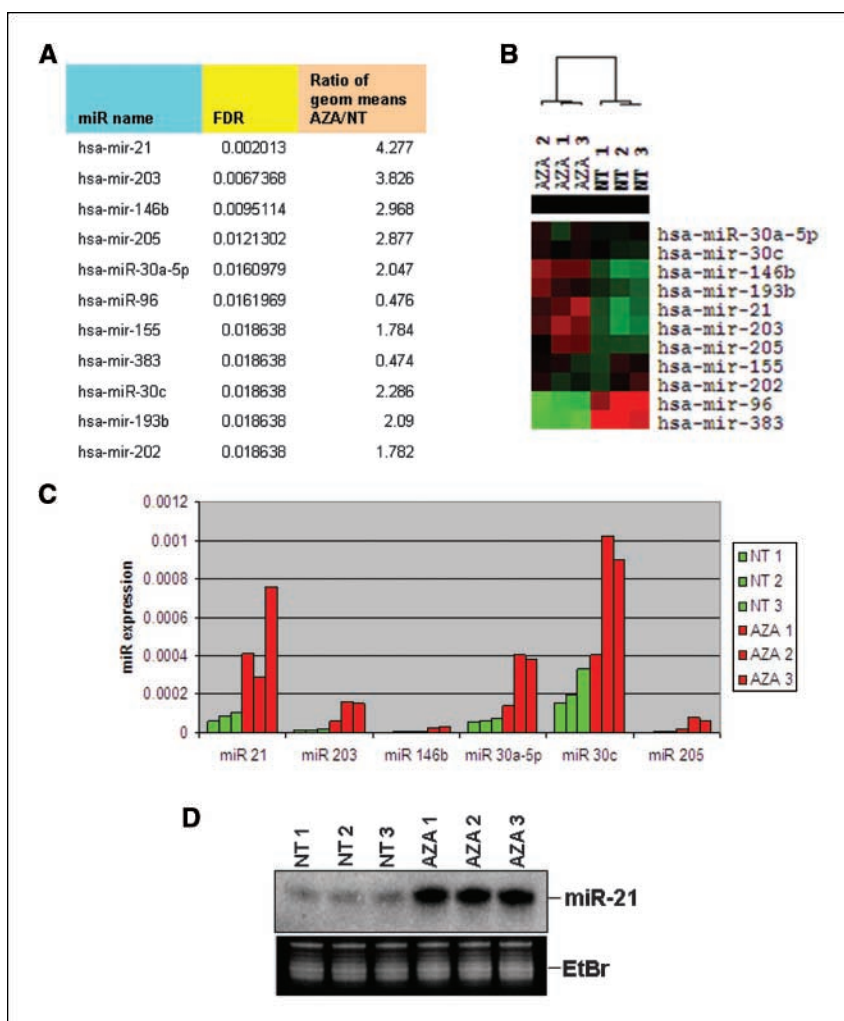 A
miR name FDR Ratio of geom means AZA/NT
hsa-mir-21 0.002013 4.277
hsa-mir-203 0.0067368 3.826
hsa-mir-146b 0.0095114 2.968
hsa-mir-205 0.0121302 2.877
hsa-miR-30a-5p 0.0160979 2.047
hsa-miR-96 0.0161969 0.476
hsa-mir-155 0.018638 1.784
hsa-mir-383 0.018638 0.474
hsa-miR-30c 0.018638 2.286
hsa-mir-193b 0.018638 2.09
hsa-mir-202 0.018638 1.782
B
AZA 2
AZA 1
AZA 3
NT 1
NT 2
NT 3
hsa-miR-30a-5p
hsa-mir-30c
hsa-mir-146b
hsa-mir-193b
hsa-mir-21
hsa-mir-203
hsa-mir-205
hsa-mir-155
hsa-mir-202
hsa-mir-96
hsa-mir-383
C
miR expression
0.0012
0.001
0.0008
0.0006
0.0004
0.0002
0
miR 21 miR 203 miR 146b miR 30a-5p miR 30c miR 205
NT 1
NT 2
NT 3
AZA 1
AZA 2
AZA 3
D
NT 1
NT 2
NT 3
AZA 1
AZA 2
AZA 3
miR-21
EtBr